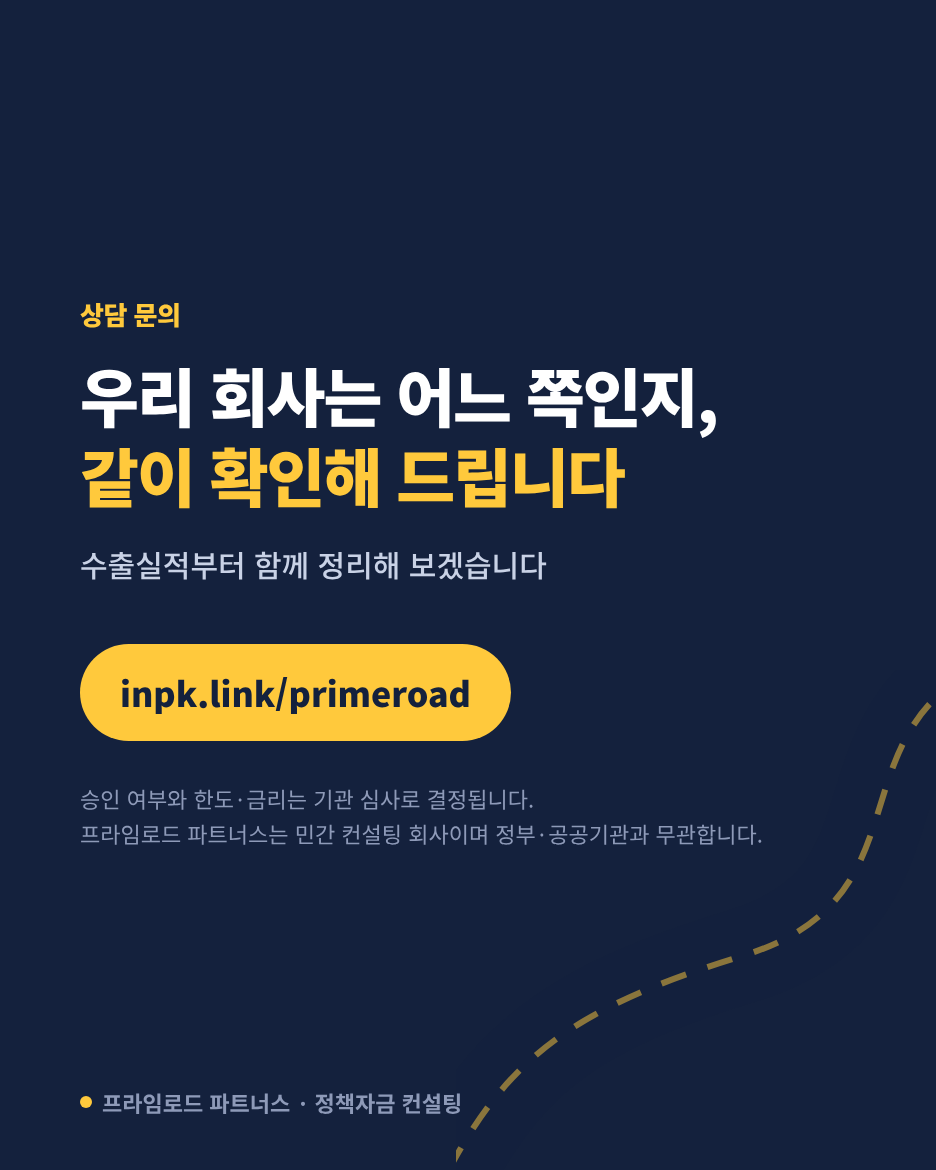 상담 문의
우리 회사는 어느 쪽인지,
같이 확인해 드립니다
수출실적부터 함께 정리해 보겠습니다
inpk.link/primeroad
승인 여부와 한도·금리는 기관 심사로 결정됩니다.
프라임로드 파트너스는 민간 컨설팅 회사이며 정부·공공기관과 무관합니다.
프라임로드 파트너스 · 정책자금 컨설팅